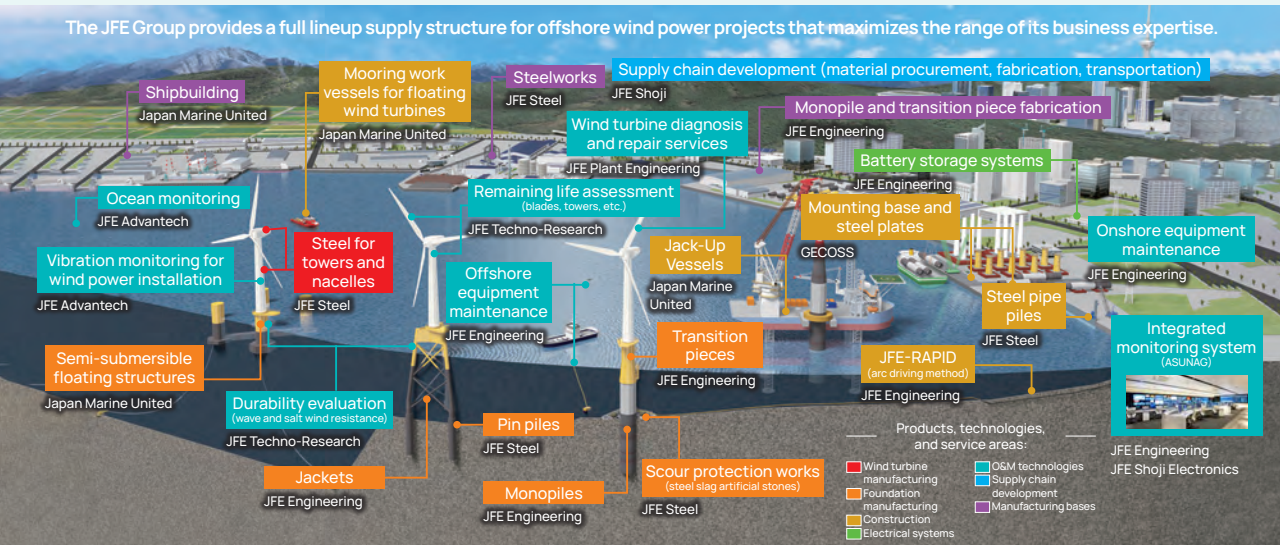 The JFE Group provides a full lineup supply structure for offshore wind power projects that maximizes the range of its business expertise.
Shipbuilding
Japan Marine United
Mooring work
vessels for floating
wind turbines
Japan Marine United
Steelworks
JFE Steel
Supply chain development (material procurement, fabrication, transportation)
JFE Shoji
Monopile and transition piece fabrication
JFE Engineering
Wind turbine diagnosis
and repair services
JFE Plant Engineering
Battery storage systems
JFE Engineering
Ocean monitoring
JFE Advantech
Remaining life assessment
(blades, towers, etc.)
JFE Techno-Research
Mounting base and
steel plates
GECOSS
Onshore equipment
maintenance
JFE Engineering
Vibration monitoring for
wind power installation
JFE Advantech
Steel for
towers and
nacelles
JFE Steel
Offshore
equipment
maintenance
JFE Engineering
Jack-Up
Vessels
Japan Marine
United
Steel pipe
piles
JFE Steel
Semi-submersible
floating structures
Japan Marine United
Transition
pieces
JFE Engineering
JFE-RAPID
(arc driving method)
JFE Engineering
Integrated
monitoring system
(ASUNAG)
JFE Engineering
JFE Shoji Electronics
Durability evaluation
(wave and salt wind resistance)
JFE Techno-Research
Pin piles
JFE Steel
Jackets
JFE Engineering
Monopiles
JFE Engineering
Scour protection works
(steel slag artificial stones)
JFE Steel
Products, technologies,
and service areas:
Wind turbine
manufacturing
Foundation
manufacturing
Construction
Electrical systems
O&M technologies
Supply chain
development
Manufacturing bases